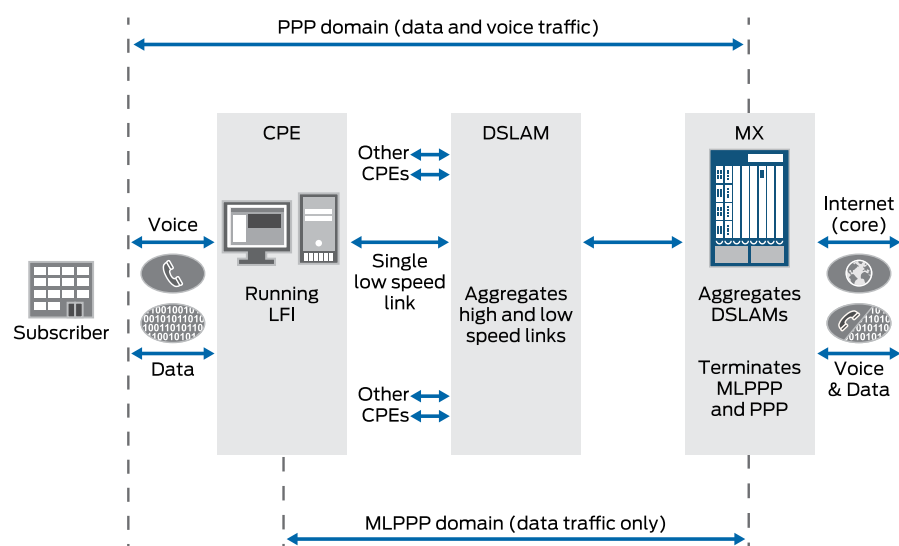 PPP domain (data and voice traffic)
CPE
DSLAM
MX
Other
CPEs
Voice
Internet
(core)
Single
low speed
link
Running
LFI
Aggregates
high and low
speed links
Aggregates
DSLAMs
Subscriber
Data
Terminates
MLPPP
and PPP
Voice
& Data
Other
CPEs
MLPPP domain (data traffic only)